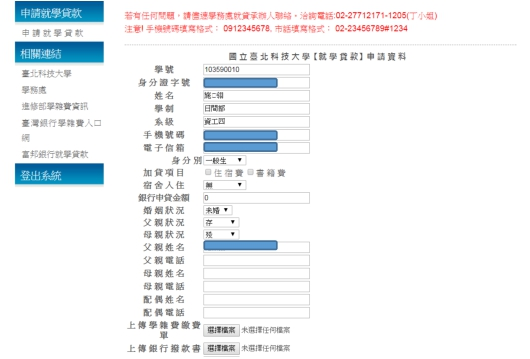 申請就學貸款
申請就學貸款
相關連結
臺北科技大學
學務處
進修部學雜費資訊
臺灣銀行學雜費入口
網
富邦銀行就學貸款
登出系統
若有任何問題，請逕透學務處就貸承辦人聯絡，洽詢電話:02-27712171-1205(丁小姐)
注意! 手機號碼填寫格式： 0912345678, 市話填寫格式： 02-23456789#1234
國立臺北科技大學【就學貸款】申請資料
學號 103590010
身分證字號
姓名
學制 日間部
系級 資工四
手機號碼
電子信箱
身分別 一般生
加貸項目 住宿費 書籍費
宿舍入住 無
銀行申貸金額 0
婚姻狀況 未婚
父親狀況 存
母親狀況 歿
父親姓名
父親電話
母親姓名
母親電話
配偶姓名
配偶電話
上傳學雜費繳費
單 選擇檔案 未選擇任何檔案
上傳銀行撥款書 選擇檔案 未選擇任何檔案